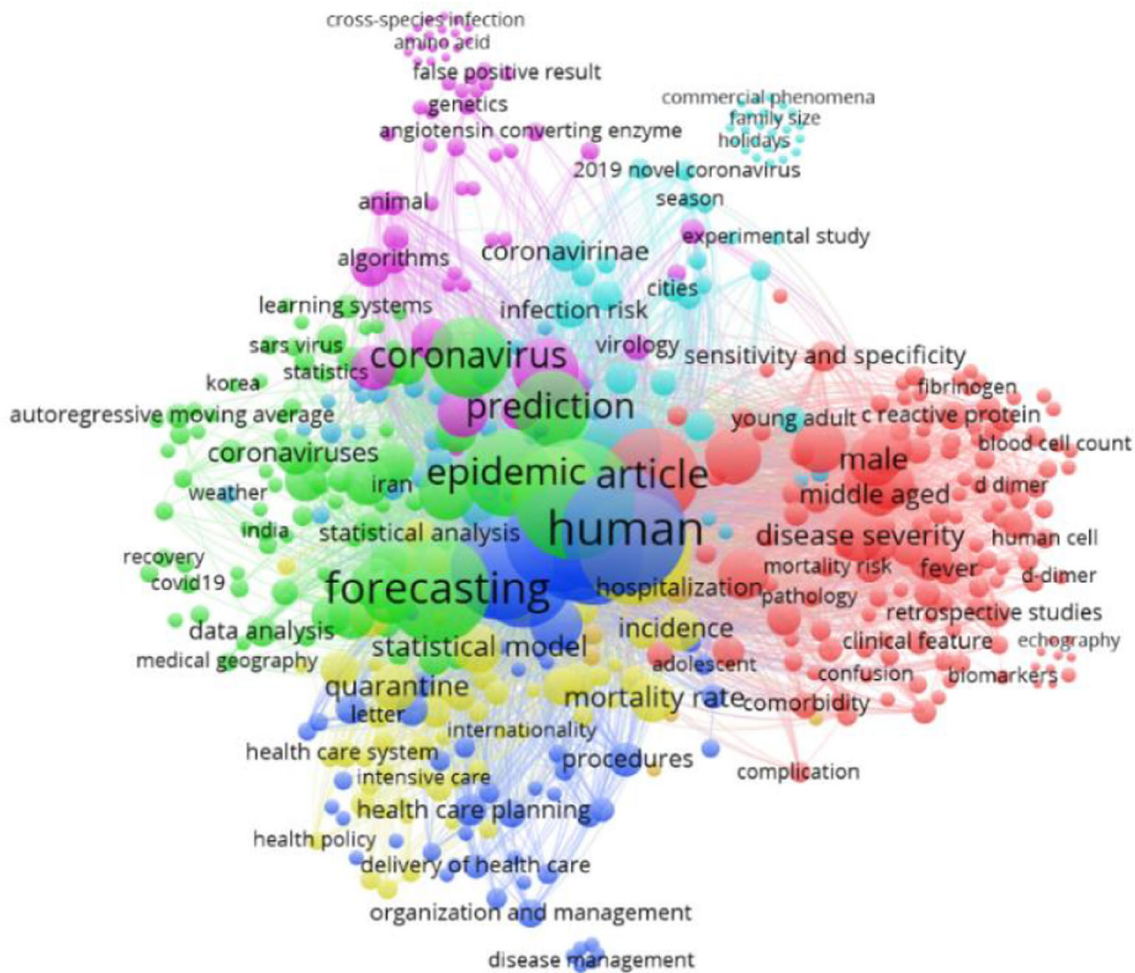 cross-species infection
amino acid
false positive result
commercial phenomena
genetics
family size
angiotensin converting enzyme
holidays
2019 novel coronavirus
animal
season
experimental study
coronavirinae
algorithms
cities
learning systems
infection risk
sars virus
virology
coronavirus
sensitivity and specificity
statistics
korea
fibrinogen
prediction
autoregressive moving average
young adult
c reactive protein
blood cell count
coronaviruses
male
epidemic
article
iran
d dimer
weather
middle aged
india
statistical analysis
human
disease severity
human cell
recovery
mortality risk
fever
covid19
forecasting
hospitalization
d-dimer
pathology
retrospective studies
data analysis
incidence
clinical feature
echography
statistical model
medical geography
adolescent
confusion
biomarkers
quarantine
mortality rate
comorbidity
letter
internationality
health care system
procedures
intensive care
complication
health care planning
health policy
delivery of health care
organization and management
disease management